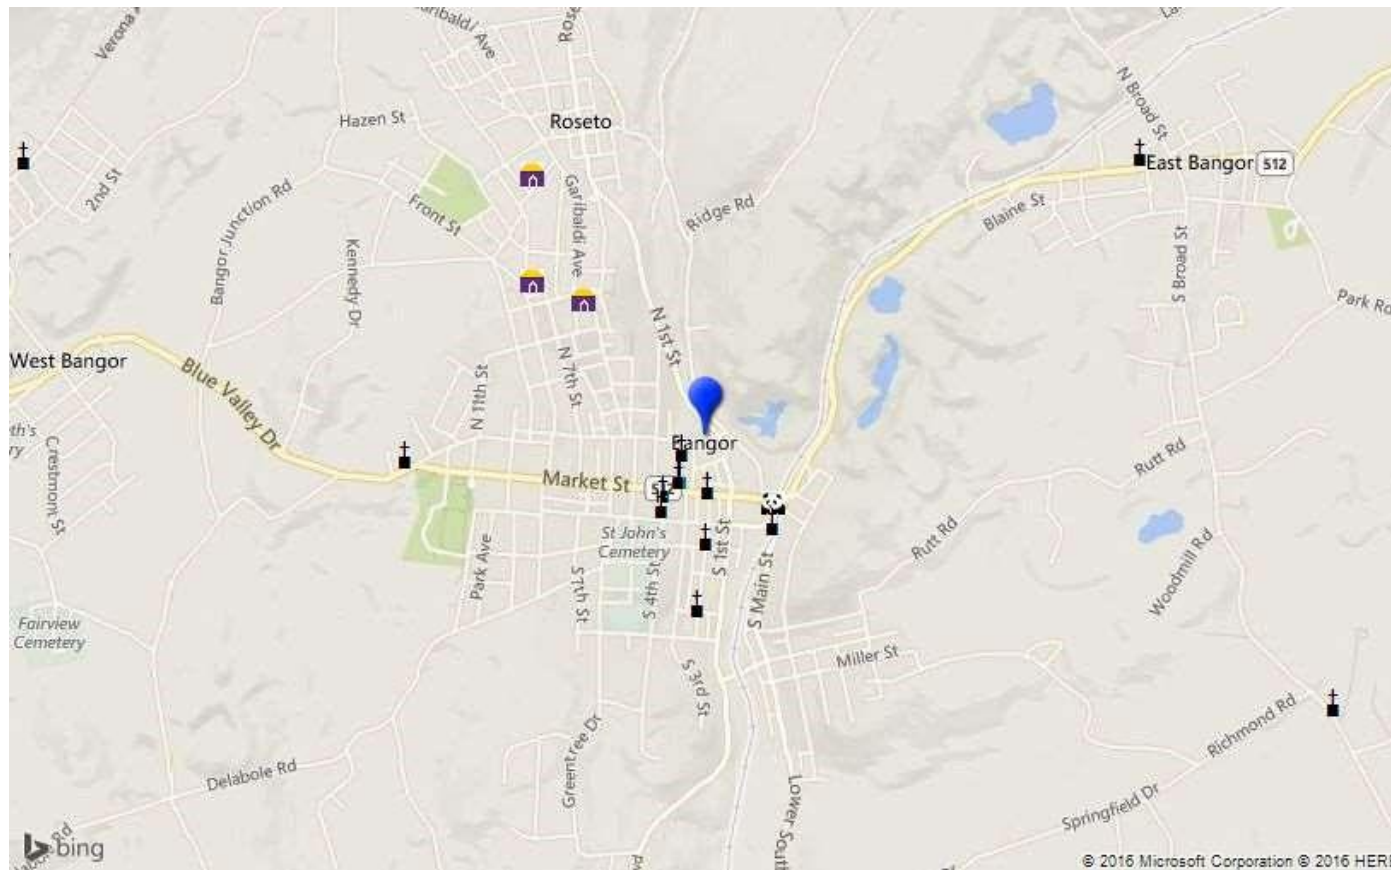 Verona
Garibaldi Ave
Rose
Hazen St
Roseto
N Broad St
East Bangor
512
2nd St
Bangor Junction Rd
Front St
Garibaldi Ave
Ridge Rd
Blaine St
Kennedy Dr
S Broad St
Park Rd
N 1st St
West Bangor
Blue Valley Dr
N 11th St
N 7th St
Bangor
Crestmont St
Market St
Rutt Rd
St John's
Cemetery
S 1st St
Rutt Rd
Park Ave
S 7th St
S 4th St
S Main St
Woodmill Rd
Fairview
Cemetery
Miller St
S 3rd St
Richmond Rd
Greentree Dr
Delabole Rd
Lower South
Springfield Dr
bing
© 2016 Microsoft Corporation © 2016 HERE